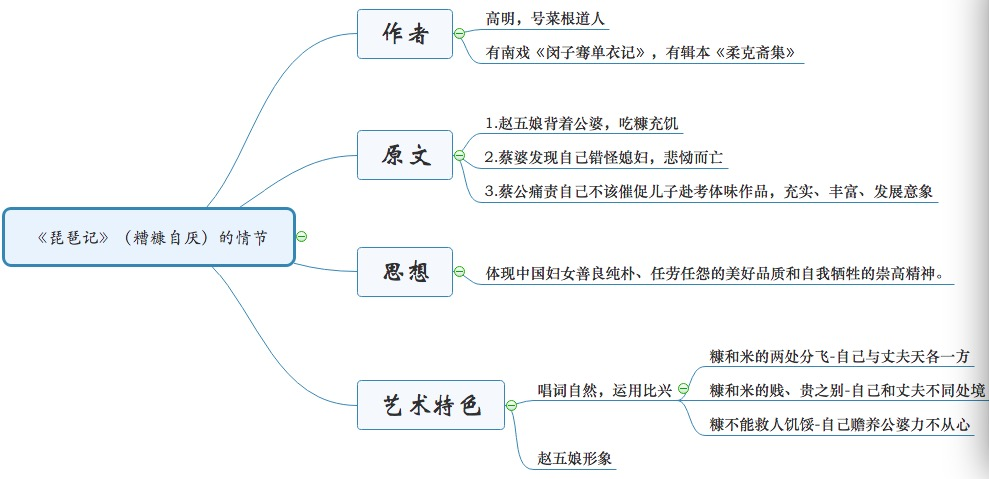 作者
高明，号菜根道人
有南戏《闵子骞单衣记》，有辑本《柔克斋集》
原文
1.赵五娘背着公婆，吃糠充饥
2.蔡婆发现自己错怪媳妇，悲恸而亡
3.蔡公痛责自己不该催促儿子赴考体味作品，充实、丰富、发展意象
《琵琶记》（糟糠自厌）的情节
思想
体现中国妇女善良纯朴、任劳任怨的美好品质和自我牺牲的崇高精神。
艺术特色
唱词自然，运用比兴
糠和米的两处分飞-自己与丈夫天各一方
糠和米的贱、贵之别-自己和丈夫不同处境
糠不能救人饥馁-自己赡养公婆力不从心
赵五娘形象